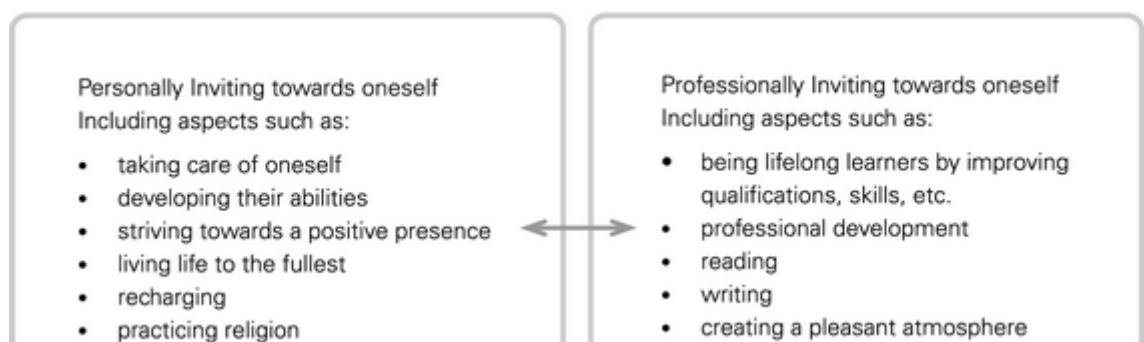 Personally Inviting towards oneself
Including aspects such as:
• taking care of oneself
• developing their abilities
• striving towards a positive presence
• living life to the fullest
• recharging
• practicing religion
Professionally Inviting towards oneself
Including aspects such as:
• being lifelong learners by improving
qualifications, skills, etc.
• professional development
• reading
• writing
• creating a pleasant atmosphere